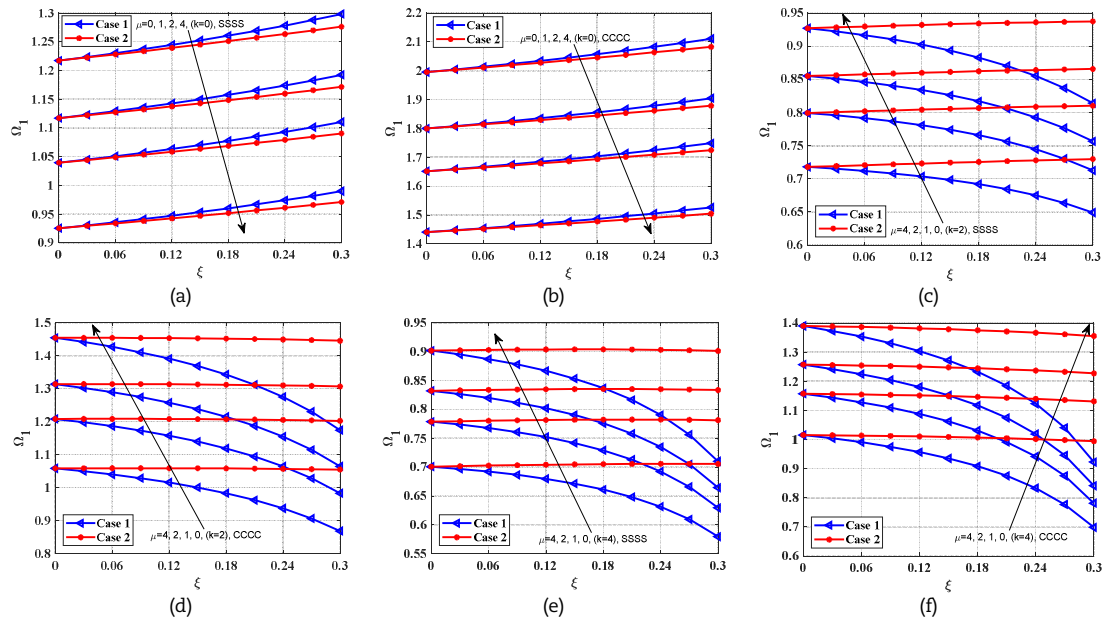 1.3
1.25
1.2
1.15
1.1
1.05
1
0.95
0.9
Ω1
Case 1
Case 2
μ=0, 1, 2, 4, (k=0), SSSS
0 0.06 0.12 0.18 0.24 0.3
ξ
(a)
2.2
2.1
2
1.9
1.8
1.7
1.6
1.5
1.4
Ω1
Case 1
Case 2
μ=0, 1, 2, 4, (k=0), CCCC
0 0.06 0.12 0.18 0.24 0.3
ξ
(b)
0.95
0.9
0.85
0.8
0.75
0.7
0.65
0.6
Ω1
Case 1
Case 2
μ=4, 2, 1, 0, (k=2), SSSS
0 0.06 0.12 0.18 0.24 0.3
ξ
(c)
1.5
1.4
1.3
1.2
1.1
1
0.9
0.8
Ω1
Case 1
Case 2
μ=4, 2, 1, 0, (k=2), CCCC
0 0.06 0.12 0.18 0.24 0.3
ξ
(d)
0.95
0.9
0.85
0.8
0.75
0.7
0.65
0.6
0.55
Ω1
Case 1
Case 2
μ=4, 2, 1, 0, (k=4), SSSS
0 0.06 0.12 0.18 0.24 0.3
ξ
(e)
1.4
1.3
1.2
1.1
1
0.9
0.8
0.7
0.6
Ω1
Case 1
Case 2
μ=4, 2, 1, 0, (k=4), CCCC
0 0.06 0.12 0.18 0.24 0.3
ξ
(f)